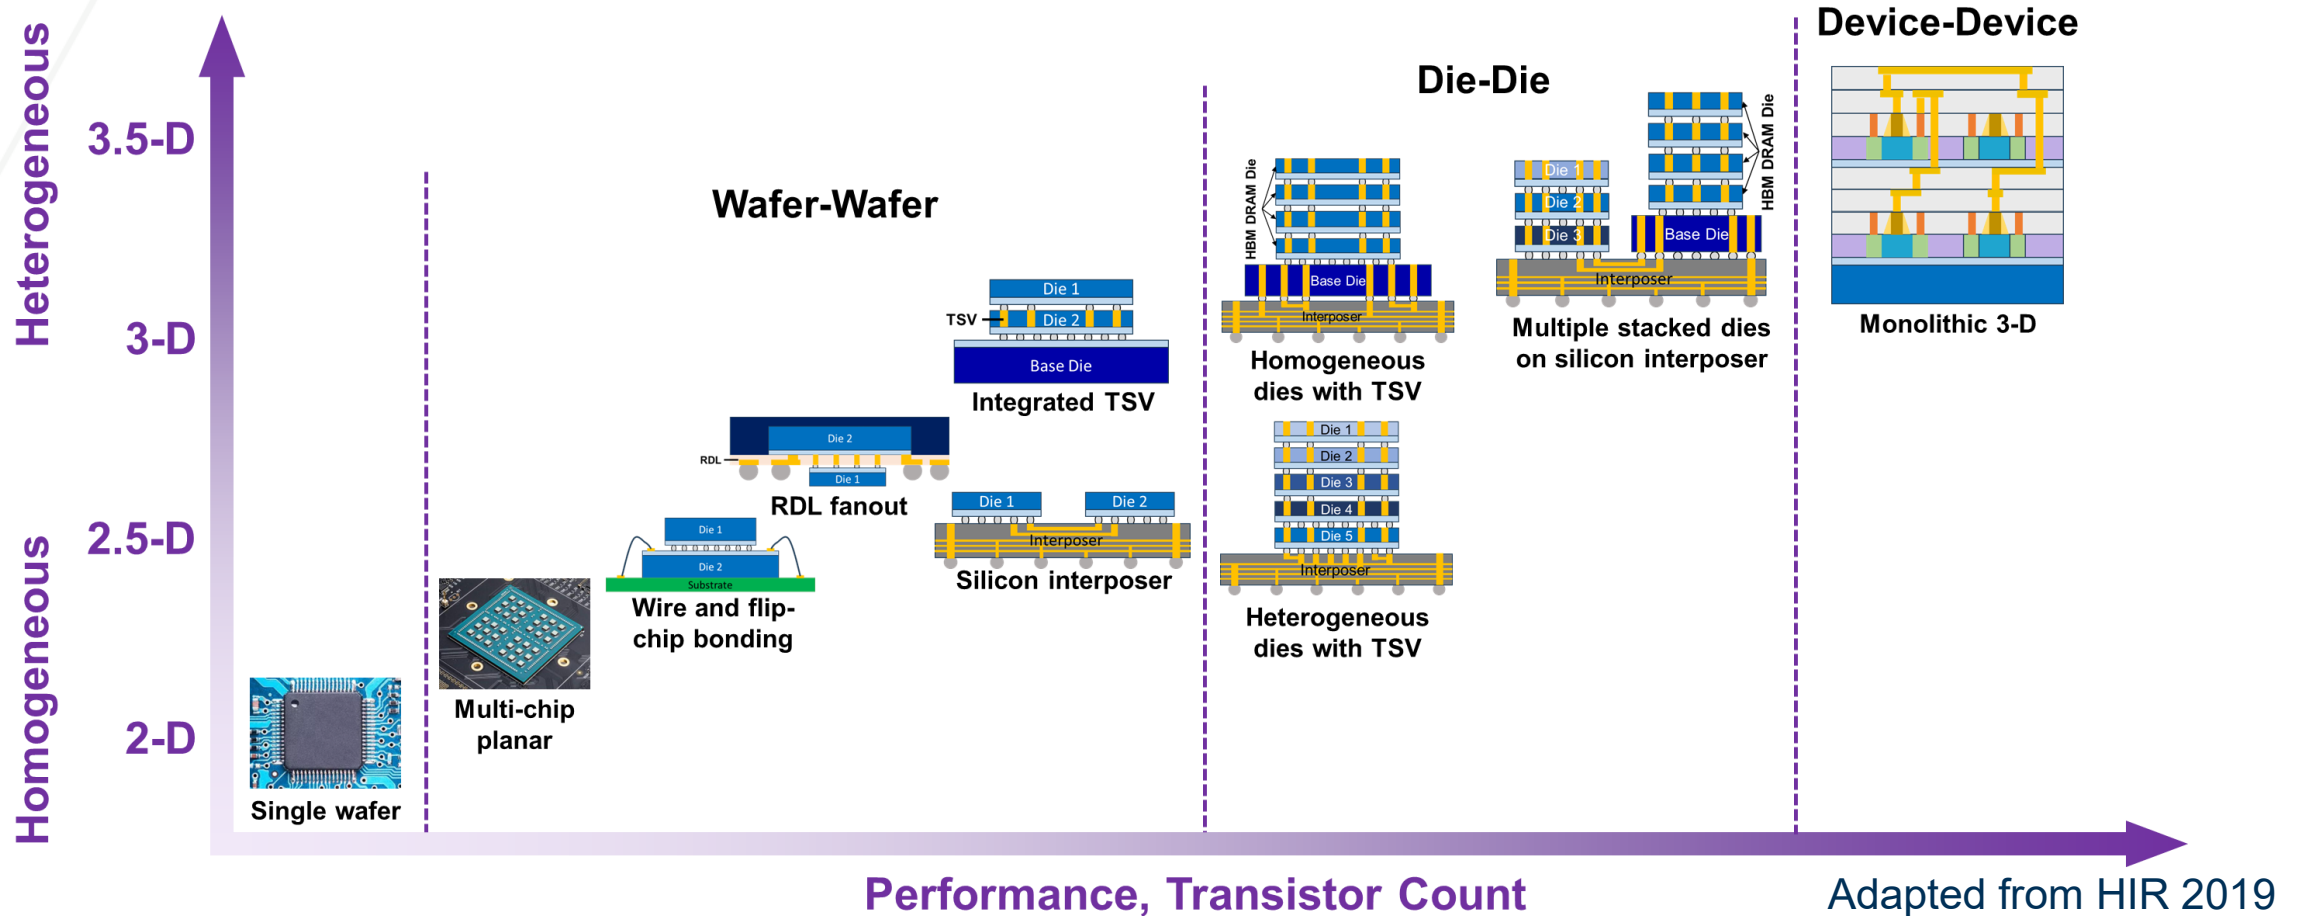 Heterogeneous
Homogeneous
3.5-D
3-D
2.5-D
2-D
Single wafer
Wafer-Wafer
Multi-chip
planar
Die 1
Die 2
Substrate
Wire and flip-
chip bonding
Die 2
RDL
Die 1
RDL fanout
Die 1
TSV
Die 2
Base Die
Integrated TSV
Die 1
Die 2
Interposer
Silicon interposer
Die-Die
HBM DRAM Die
Base Die
Interposer
Homogeneous
dies with TSV
Die 1
Die 2
Die 3
Die 4
Die 5
Interposer
Heterogeneous
dies with TSV
Die 1
Die 2
Die 3
HBM DRAM Die
Base Die
Interposer
Multiple stacked dies
on silicon interposer
Device-Device
Monolithic 3-D
Performance, Transistor Count
Adapted from HIR 2019